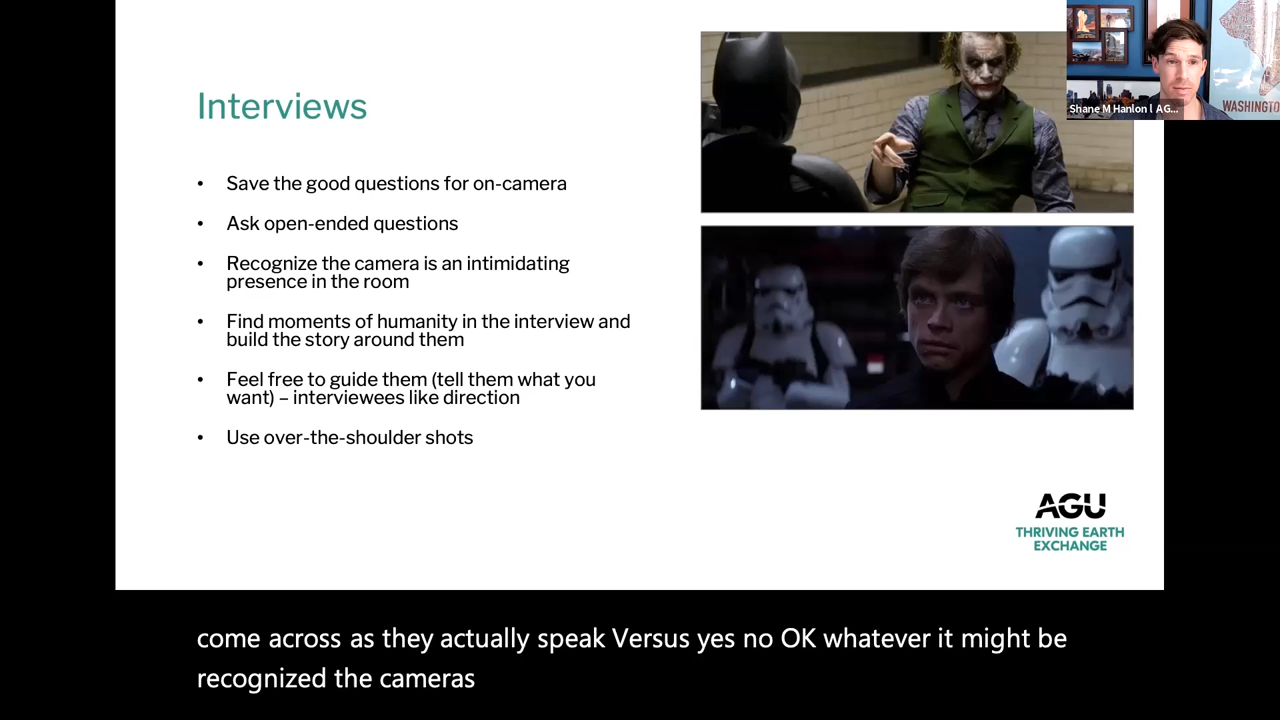 Interviews
• Save the good questions for on-camera
• Ask open-ended questions
• Recognize the camera is an intimidating
presence in the room
• Find moments of humanity in the interview and
build the story around them
• Feel free to guide them (tell them what you
want) – interviewees like direction
• Use over-the-shoulder shots
Shane M Hanlon l AG...
WASHINGTO
AGU
THRIVING EARTH
EXCHANGE
come across as they actually speak Versus yes no OK whatever it might be
recognized the cameras